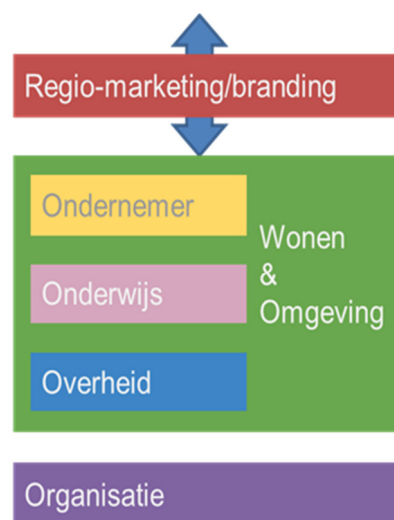 Regio-marketing/branding
Ondernemer
Onderwijs
Overheid
Wonen
&
Omgeving
Organisatie